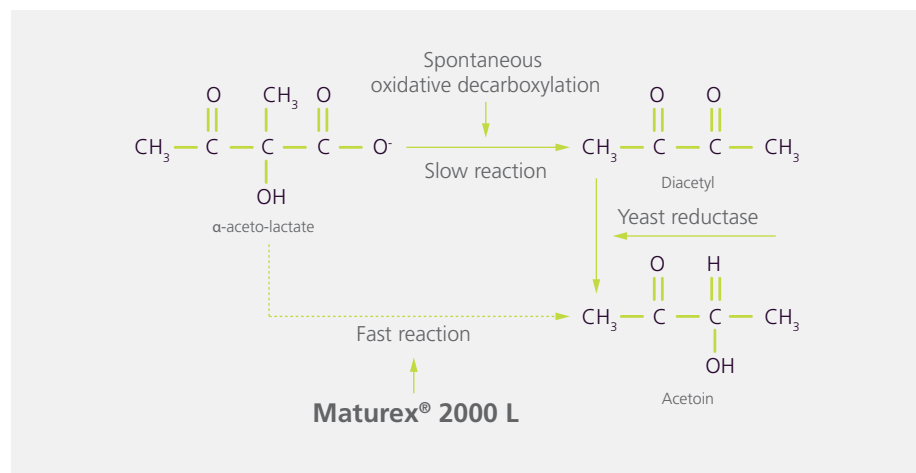 Spontaneous
oxidative decarboxylation
O CH₃ O
CH₃ C C C O⁻
OH
α-aceto-lactate
Slow reaction
O O
CH₃ C C CH₃
Diacetyl
Yeast reductase
O H
CH₃ C C CH₃
OH
Acetoin
Fast reaction
Maturex® 2000 L